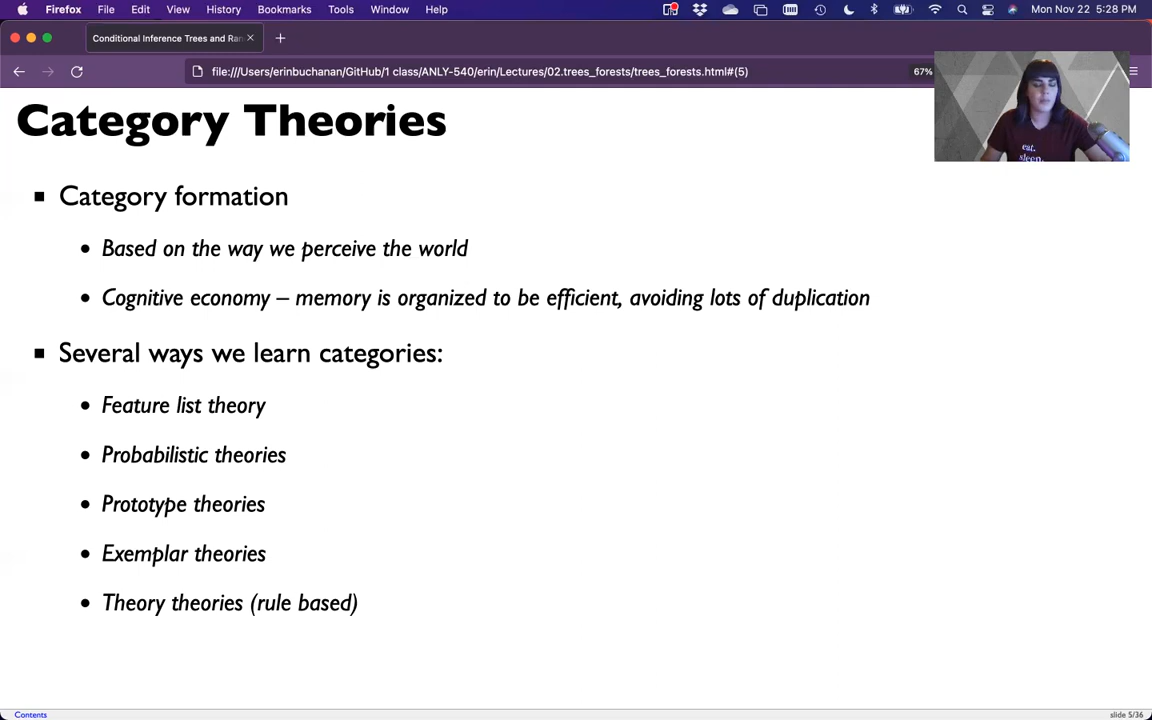 Firefox File Edit View History Bookmarks Tools Window Help Mon Nov 22 5:28 PM
Conditional Inference Trees and Ran
file:///Users/erinbuchanan/GitHub/1 class/ANLY-540/erin/Lectures/02.trees_forests/trees_forests.html#(5) 67%
eat.
sleep.
Category Theories
Category formation
Based on the way we perceive the world
Cognitive economy – memory is organized to be efficient, avoiding lots of duplication
Several ways we learn categories:
Feature list theory
Probabilistic theories
Prototype theories
Exemplar theories
Theory theories (rule based)
Contents slide 5/36